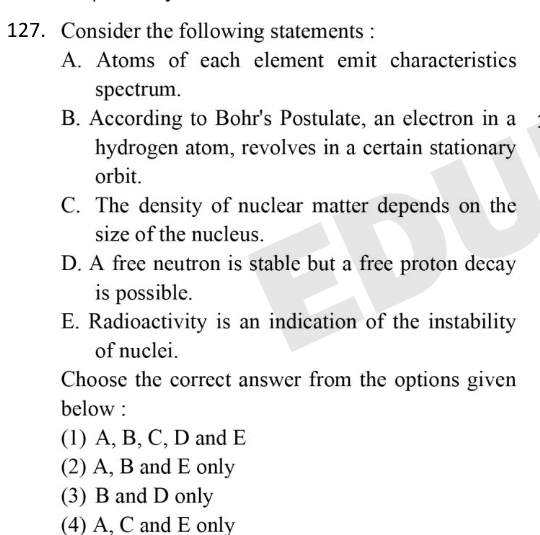 127. Consider the following statements :
A. Atoms of each element emit characteristics
spectrum.
B. According to Bohr's Postulate, an electron in a
hydrogen atom, revolves in a certain stationary
orbit.
C. The density of nuclear matter depends on the
size of the nucleus.
D. A free neutron is stable but a free proton decay
is possible.
E. Radioactivity is an indication of the instability
of nuclei.
Choose the correct answer from the options given
below :
(1) A, B, C, D and E
(2) A, B and E only
(3) B and D only
(4) A, C and E only
EDU